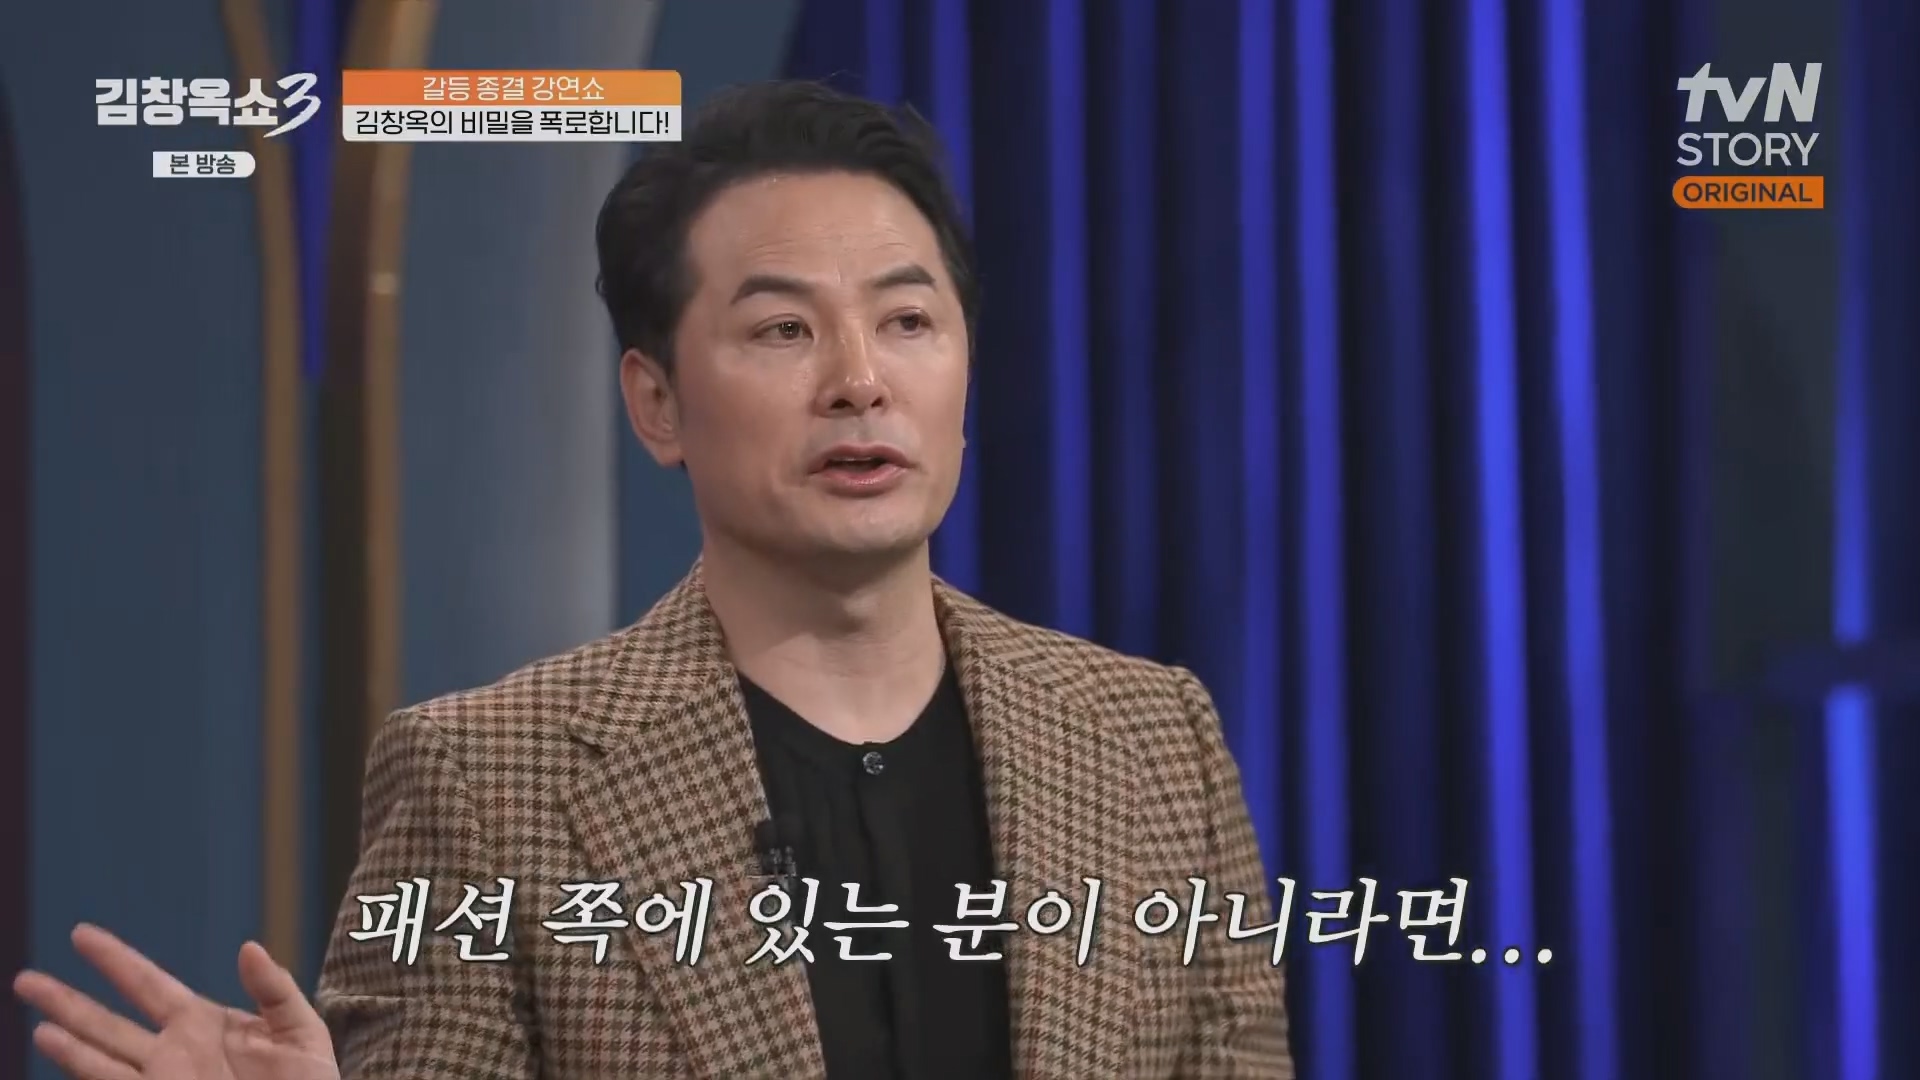 김창옥쇼3
본 방송
갈등 종결 강연쇼
김창옥의 비밀을 폭로합니다!
tvN
STORY
ORIGINAL
패션 쪽에 있는 분이 아니라면...